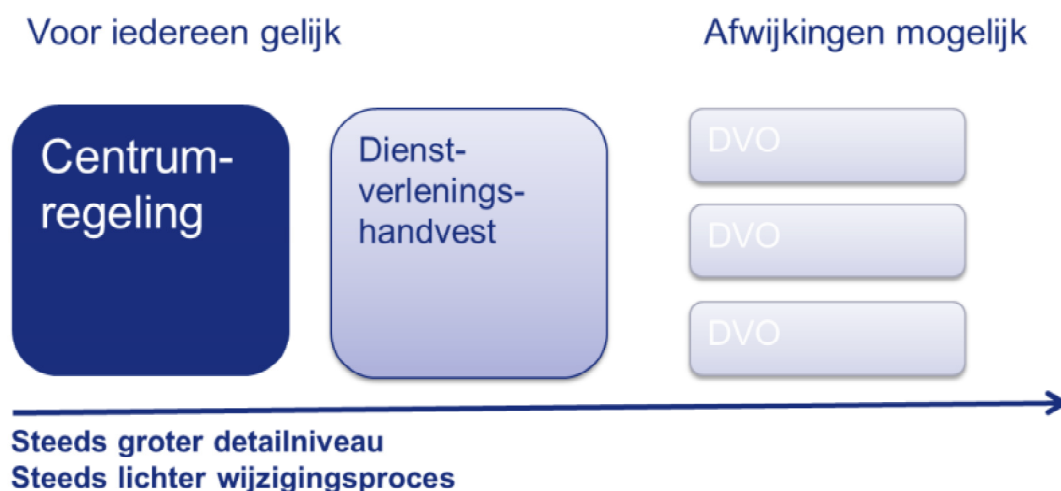 Voor iedereen gelijk
Afwijkingen mogelijk
Centrum-
regeling
Dienst-
verlenings-
handvest
DVO
DVO
DVO
Steeds groter detailniveau
Steeds lichter wijzigingsproces